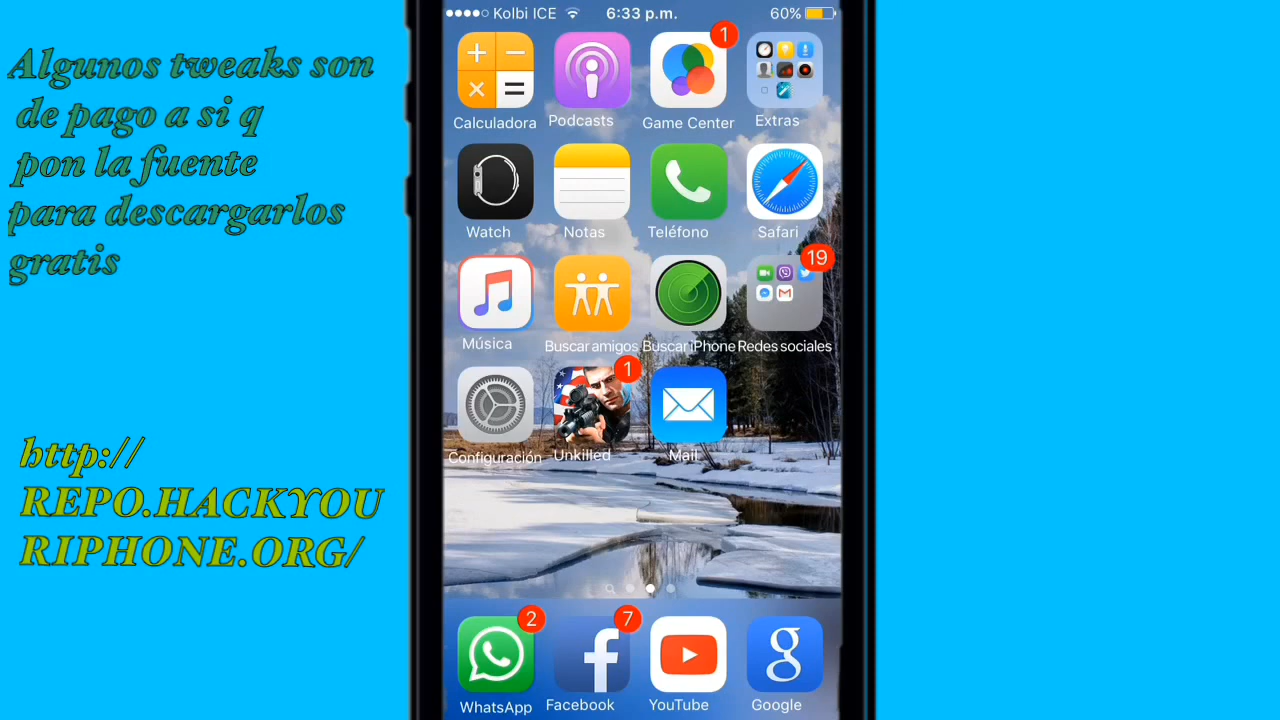 Algunos tweaks son
de pago a si q
pon la fuente
para descargarlos
gratis
http://
REPO.HACKYOU
RIPHONE.ORG/
Kolbi ICE 6:33 p.m. 60%
1
Calculadora Podcasts Game Center Extras
Watch Notas Teléfono Safari
19
Música Buscar amigos Buscar iPhone Redes sociales
1
Configuración Unkilled Mail
2 7
WhatsApp Facebook YouTube Google